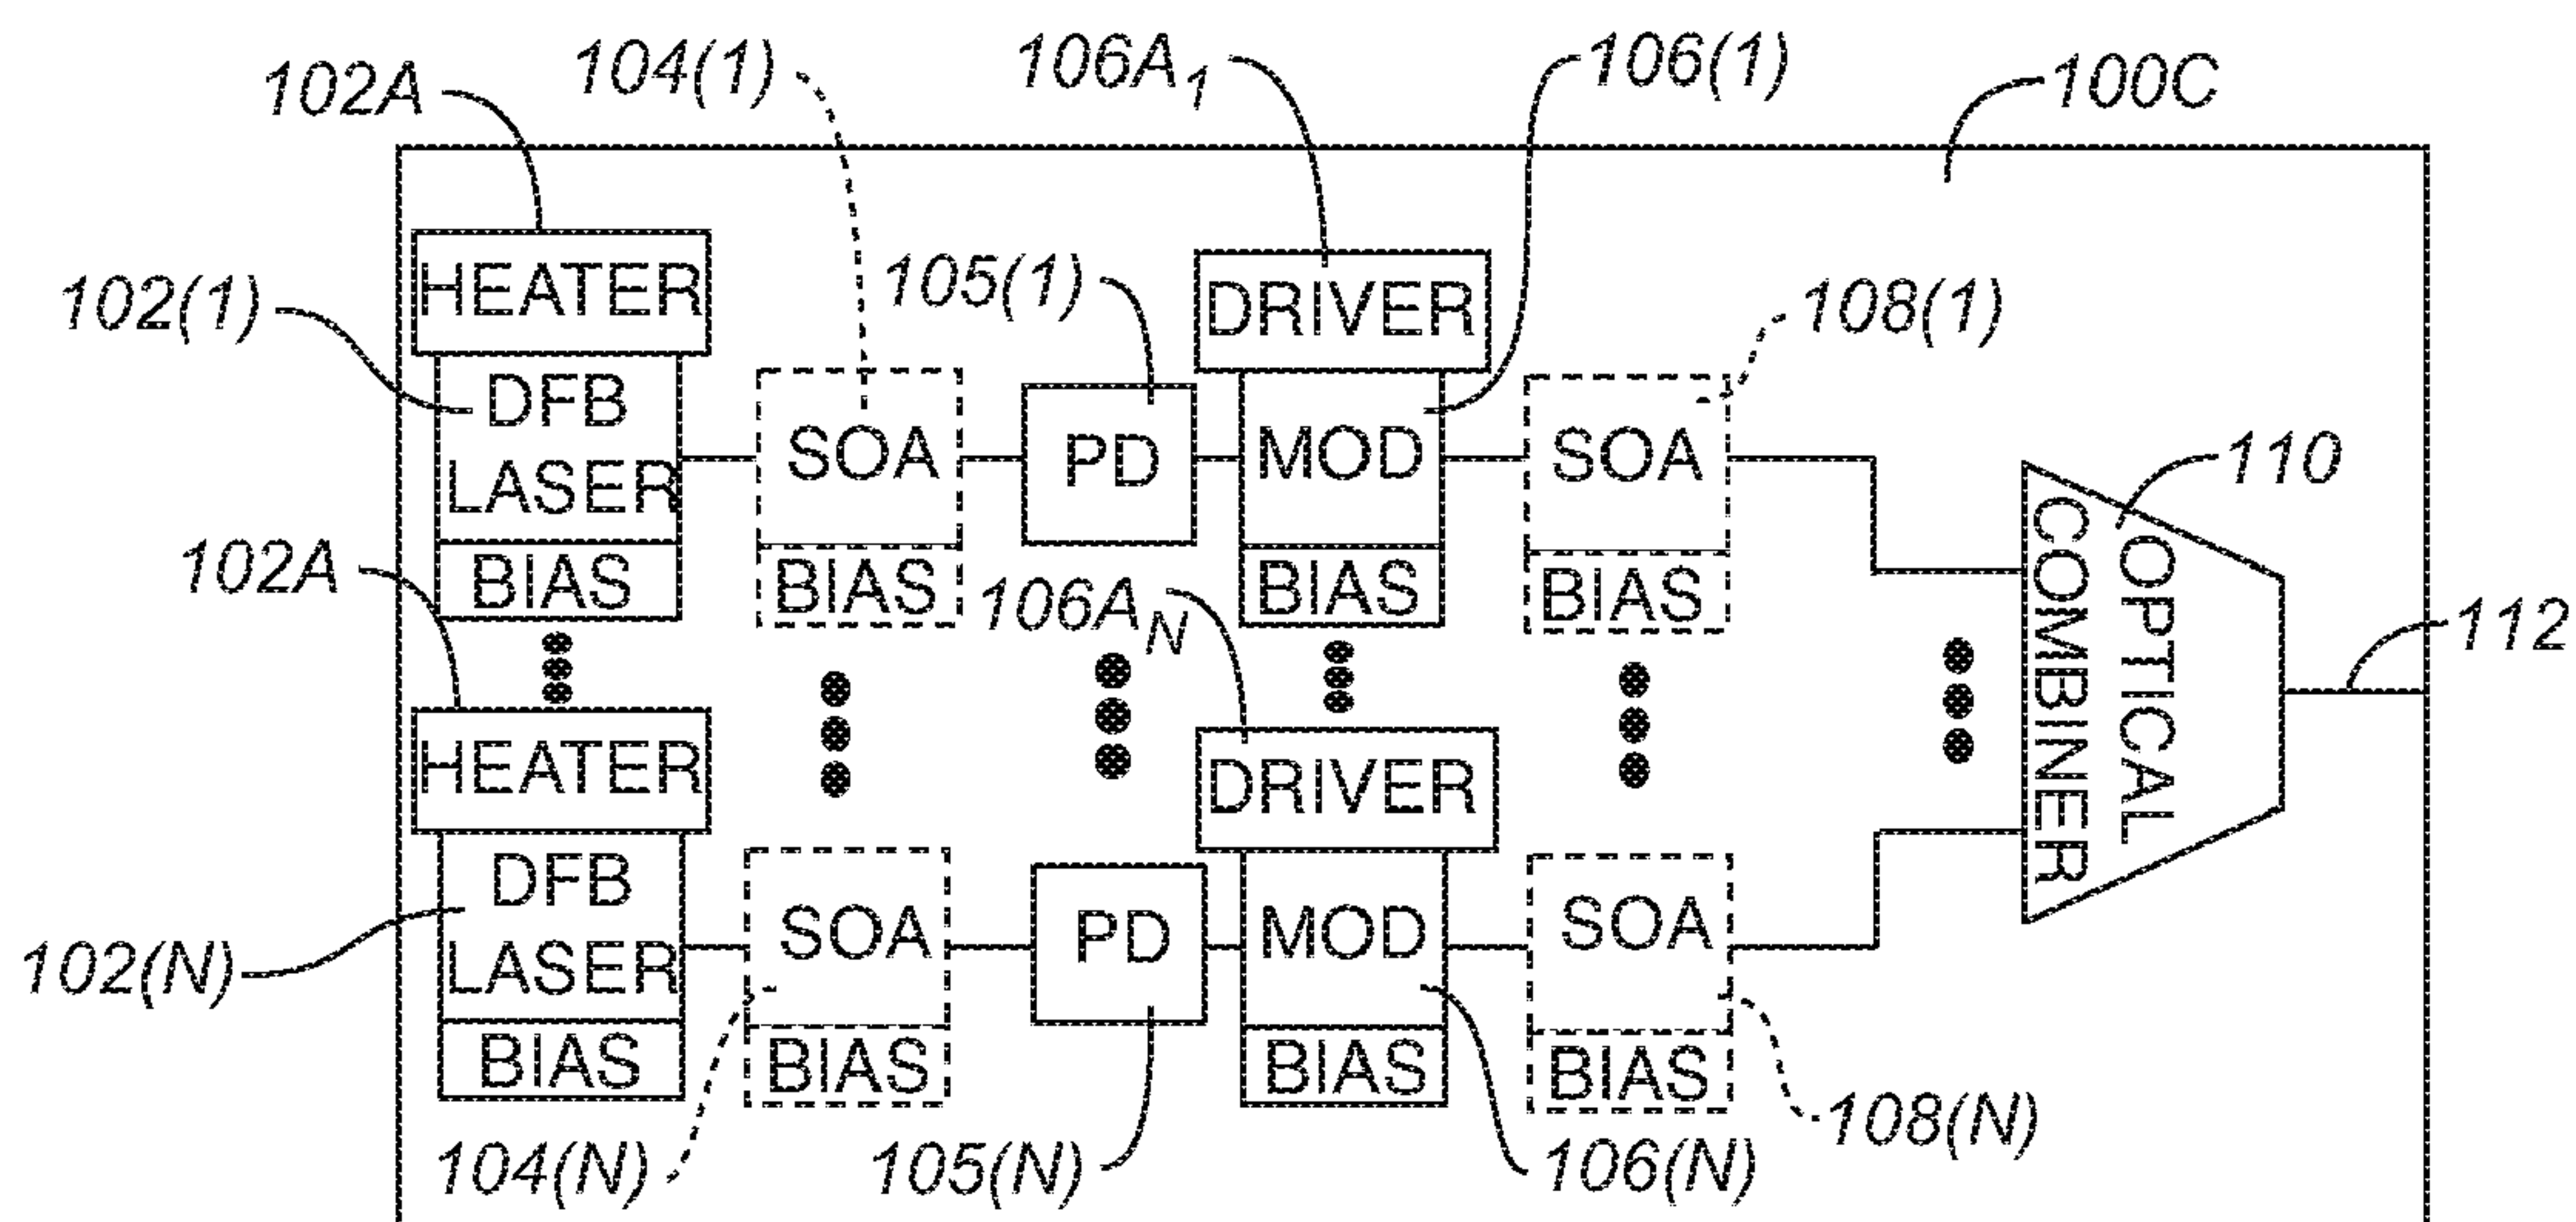 102A
104(1)
106A1
106(1)
100C
102(1)
HEATER
105(1)
DRIVER
108(1)
DFB
LASER
BIAS
SOA
BIAS
PD
MOD
BIAS
SOA
BIAS
110
OPTICAL
COMBINER
112
102A
106AN
HEATER
DRIVER
DFB
LASER
BIAS
SOA
BIAS
PD
MOD
BIAS
SOA
BIAS
102(N)
104(N)
105(N)
106(N)
108(N)